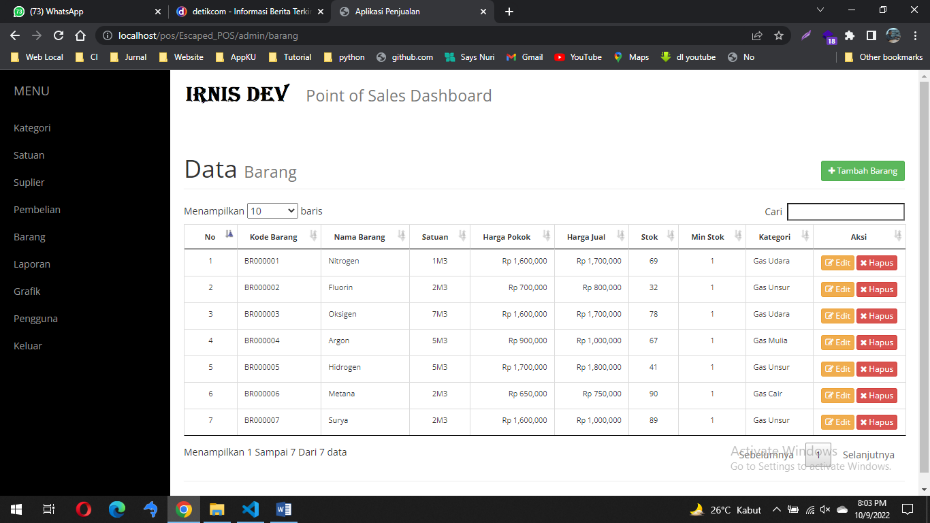 (73) WhatsApp
detikcom - Informasi Berita Terki
Aplikasi Penjualan
localhost/pos/Escaped_POS/admin/barang
18
Web Local CI Jurnal Website AppKU Tutorial python github.com Says Nuri Gmail YouTube Maps dl youtube No Other bookmarks
MENU
Kategori
Satuan
Suplier
Pembelian
Barang
Laporan
Grafik
Pengguna
Keluar
IRNIS DEV Point of Sales Dashboard
Data Barang
Tambah Barang
Menampilkan 10 baris
Cari
No Kode Barang Nama Barang Satuan Harga Pokok Harga Jual Stok Min Stok Kategori Aksi
1 BR000001 Nitrogen 1M3 Rp 1,600,000 Rp 1,700,000 69 1 Gas Udara Edit Hapus
2 BR000002 Fluorin 2M3 Rp 700,000 Rp 800,000 32 1 Gas Unsur Edit Hapus
3 BR000003 Oksigen 7M3 Rp 1,600,000 Rp 1,700,000 78 1 Gas Udara Edit Hapus
4 BR000004 Argon 5M3 Rp 900,000 Rp 1,000,000 67 1 Gas Mulia Edit Hapus
5 BR000005 Hidrogen 5M3 Rp 1,700,000 Rp 1,800,000 41 1 Gas Unsur Edit Hapus
6 BR000006 Metana 2M3 Rp 650,000 Rp 750,000 90 1 Gas Cair Edit Hapus
7 BR000007 Surya 2M3 Rp 1,600,000 Rp 1,000,000 89 1 Gas Unsur Edit Hapus
Menampilkan 1 Sampai 7 Dari 7 data
Sebelumnya 1 Selanjutnya
Activate Windows
Go to Settings to activate Windows.
26°C Kabut
8:03 PM
10/9/2022